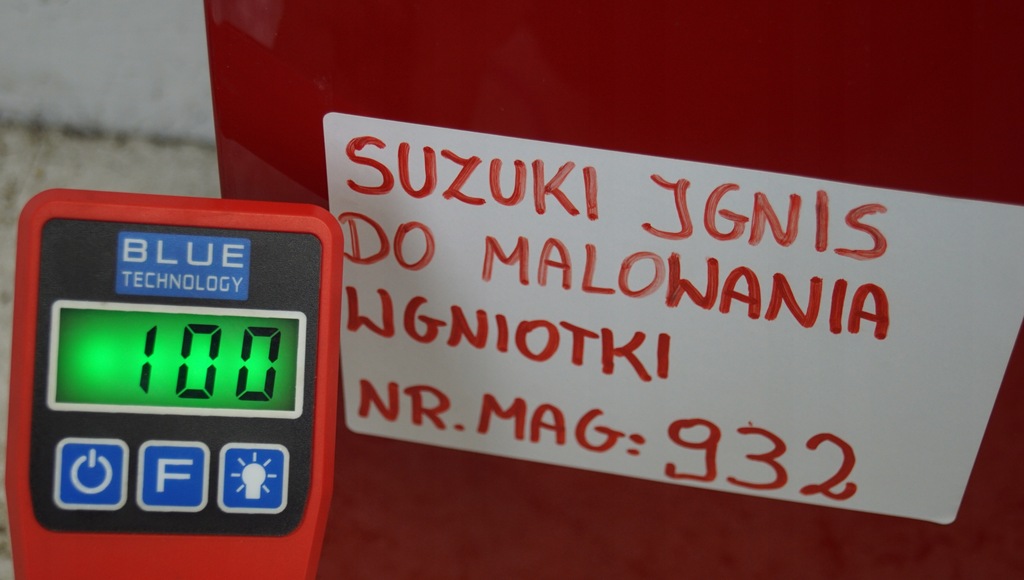 SUZUKI JGNIS
DO MALOWANIA
WGNIOTKI
NR. MAG: 932
BLUE
TECHNOLOGY
100
F